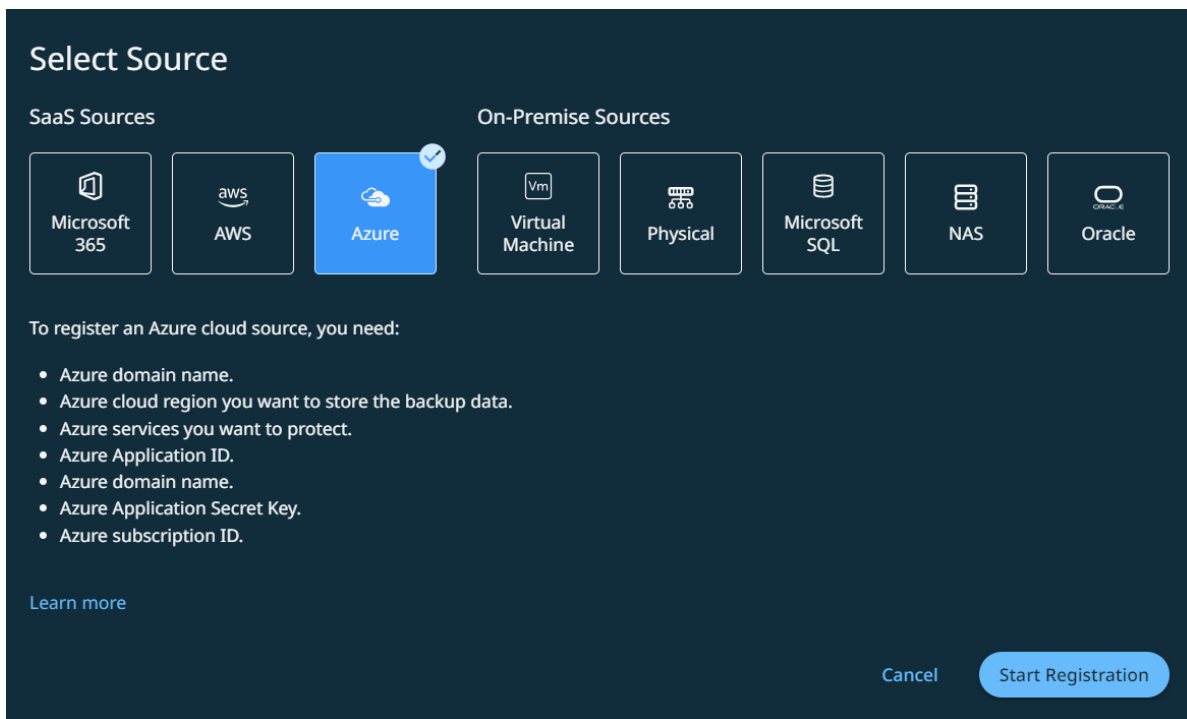 Select Source
SaaS Sources
On-Premise Sources
Microsoft
365
aws
AWS
Azure
Vm
Virtual
Machine
Physical
Microsoft
SQL
NAS
Oracle
To register an Azure cloud source, you need:
• Azure domain name.
• Azure cloud region you want to store the backup data.
• Azure services you want to protect.
• Azure Application ID.
• Azure domain name.
• Azure Application Secret Key.
• Azure subscription ID.
Learn more
Cancel
Start Registration